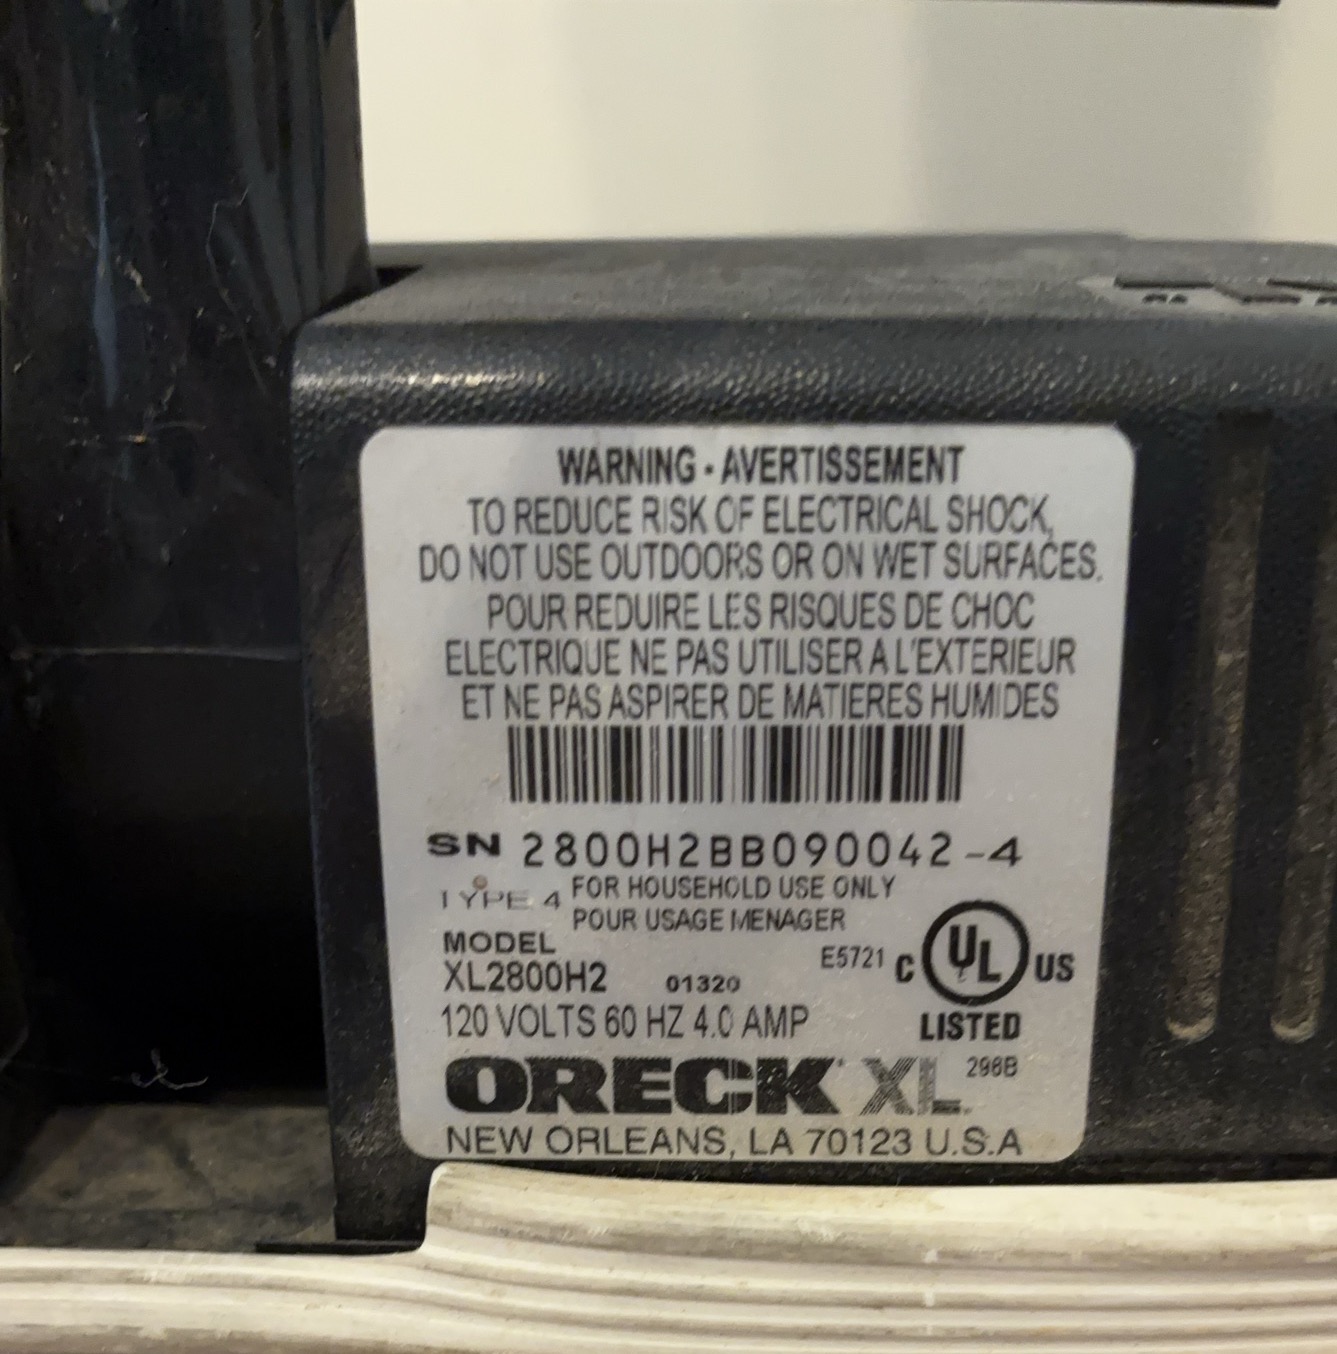 WARNING · AVERTISSEMENT
TO REDUCE RISK OF ELECTRICAL SHOCK,
DO NOT USE OUTDOORS OR ON WET SURFACES.
POUR REDUIRE LES RISQUES DE CHOC
ELECTRIQUE NE PAS UTILISER A L'EXTERIEUR
ET NE PAS ASPIRER DE MATIERES HUMIDES
SN 2800H2BB090042-4
TYPE 4 FOR HOUSEHOLD USE ONLY
POUR USAGE MENAGER
MODEL
XL2800H2 01320 E5721 C UL US
120 VOLTS 60 HZ 4.0 AMP LISTED
ORECK XL 298B
NEW ORLEANS, LA 70123 U.S.A